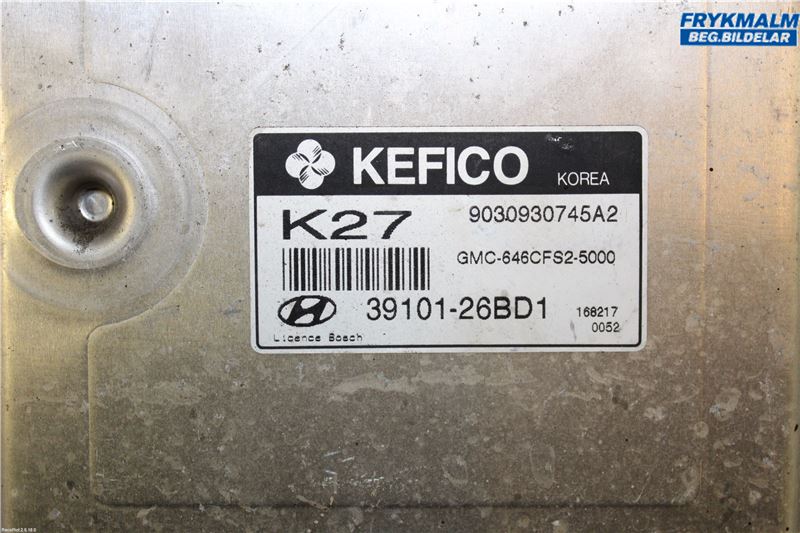 FRYKMALM
BEG.BILDELAR
KEFICO KOREA
K27 9030930745A2
GMC-646CFS2-5000
39101-26BD1 168217
0052
Licence Bosch